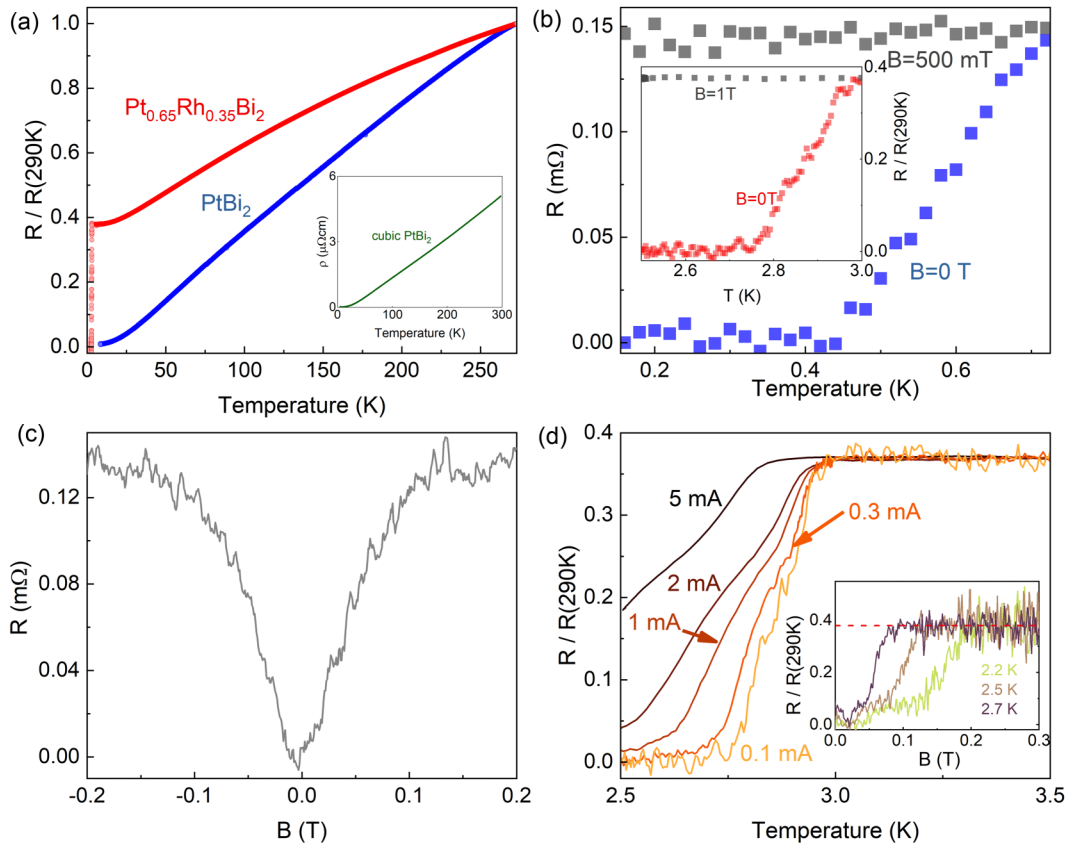 (a)
R / R(290K)
1.0
0.8
0.6
0.4
0.2
0.0
Pt0.65Rh0.35Bi2
PtBi2
0
50
100
150
200
250
Temperature (K)
ρ (μΩcm)
6
3
0
cubic PtBi2
100
200
300
Temperature (K)
(b)
R (mΩ)
0.15
0.10
0.05
0.00
B=500 mT
B=0 T
0.2
0.4
0.6
Temperature (K)
B=1T
B=0T
2.6
2.8
3.0
T (K)
0.4
0.2
0.0
R / R(290K)
(c)
R (mΩ)
0.12
0.08
0.04
0.00
-0.2
-0.1
0.0
0.1
0.2
B (T)
(d)
R / R(290K)
0.4
0.3
0.2
0.1
0.0
5 mA
0.3 mA
2 mA
1 mA
0.1 mA
2.5
3.0
3.5
Temperature (K)
R / R(290K)
0.4
0.2
0.0
2.2 K
2.5 K
2.7 K
0.0
0.1
0.2
0.3
B (T)